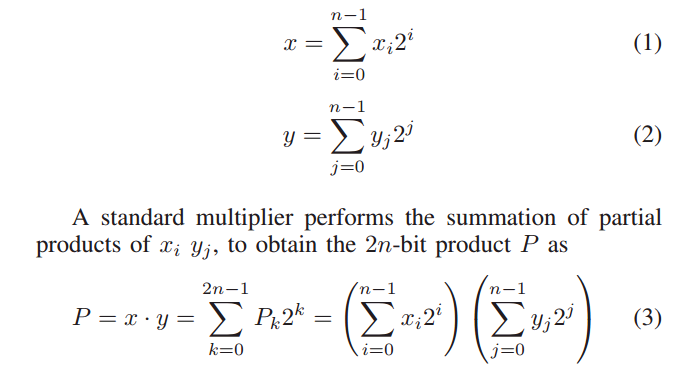 x = \sum_{i=0}^{n-1} x_i 2^i (1)
y = \sum_{j=0}^{n-1} y_j 2^j (2)
A standard multiplier performs the summation of partial
products of x_i y_j, to obtain the 2n-bit product P as
P = x \cdot y = \sum_{k=0}^{2n-1} P_k 2^k = \left( \sum_{i=0}^{n-1} x_i 2^i \right) \left( \sum_{j=0}^{n-1} y_j 2^j \right) (3)